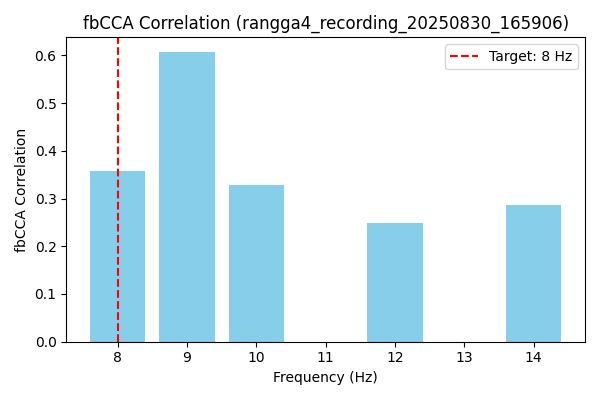 fbCCA Correlation (rangga4_recording_20250830_165906)
Target: 8 Hz
fbCCA Correlation
0.6
0.5
0.4
0.3
0.2
0.1
0.0
8 9 10 11 12 13 14
Frequency (Hz)